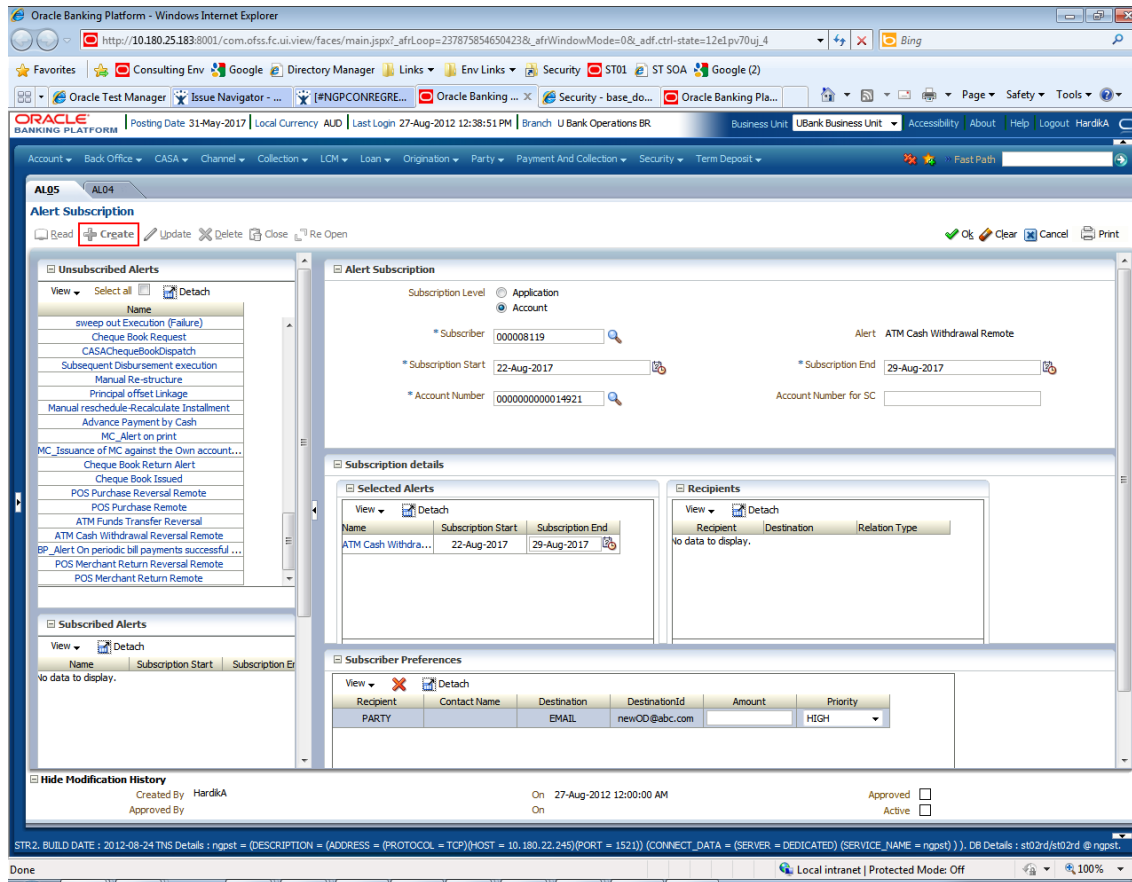 Oracle Banking Platform - Windows Internet Explorer
http://10.180.25.183:8001/com.ofss.fc.ui.view/faces/main.jspx?_afrLoop=237875854650423&_afrWindowMode=0&_adf.ctrl-state=12e1pv70uj_4
Bing
Favorites Consulting Env Google Directory Manager Links Env Links Security ST01 ST SOA Google (2)
Oracle Test Manager Issue Navigator - ... [#NGPCONREGRE... Oracle Banking ... Security - base_do... Oracle Banking Pla... Page Safety Tools
ORACLE BANKING PLATFORM Posting Date 31-May-2017 Local Currency AUD Last Login 27-Aug-2012 12:38:51 PM Branch U Bank Operations BR Business Unit UBank Business Unit Accessibility About Help Logout HardikA
Account Back Office CASA Channel Collection LCM Loan Origination Party Payment And Collection Security Term Deposit Fast Path
AL05 AL04
Alert Subscription
Read Create Update Delete Close Re Open Ok Clear Cancel Print
Unsubscribed Alerts
View Select all Detach
Name
sweep out Execution (Failure)
Cheque Book Request
CASAChequeBookDispatch
Subsequent Disbursement execution
Manual Re-structure
Principal offset Linkage
Manual reschedule-Recalculate Installment
Advance Payment by Cash
MC_Alert on print
MC_Issuance of MC against the Own account...
Cheque Book Return Alert
Cheque Book Issued
POS Purchase Reversal Remote
POS Purchase Remote
ATM Funds Transfer Reversal
ATM Cash Withdrawal Reversal Remote
BP_Alert On periodic bill payments successful ...
POS Merchant Return Reversal Remote
POS Merchant Return Remote
Subscribed Alerts
View Detach
Name Subscription Start Subscription En
No data to display.
Alert Subscription
Subscription Level Application
Account
* Subscriber 000008119 Alert ATM Cash Withdrawal Remote
* Subscription Start 22-Aug-2017 * Subscription End 29-Aug-2017
* Account Number 0000000000014921 Account Number for SC
Subscription details
Selected Alerts
View Detach
Name Subscription Start Subscription End
ATM Cash Withdra... 22-Aug-2017 29-Aug-2017
Recipients
View Detach
Recipient Destination Relation Type
No data to display.
Subscriber Preferences
View Detach
Recipient Contact Name Destination DestinationId Amount Priority
PARTY EMAIL newOD@abc.com HIGH
Hide Modification History
Created By HardikA On 27-Aug-2012 12:00:00 AM Approved
Approved By On Active
STR2. BUILD DATE : 2012-08-24 TNS Details : ngpst = (DESCRIPTION = (ADDRESS = (PROTOCOL = TCP)(HOST = 10.180.22.245)(PORT = 1521)) (CONNECT_DATA = (SERVER = DEDICATED) (SERVICE_NAME = ngpst) ) ). DB Details : st02rd/st02rd @ ngpst.
Done Local intranet | Protected Mode: Off 100%